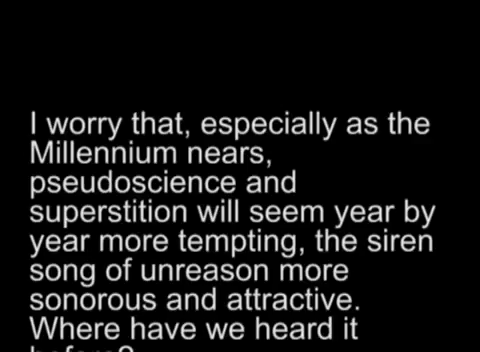 I worry that, especially as the
Millennium nears,
pseudoscience and
superstition will seem year by
year more tempting, the siren
song of unreason more
sonorous and attractive.
Where have we heard it
before?